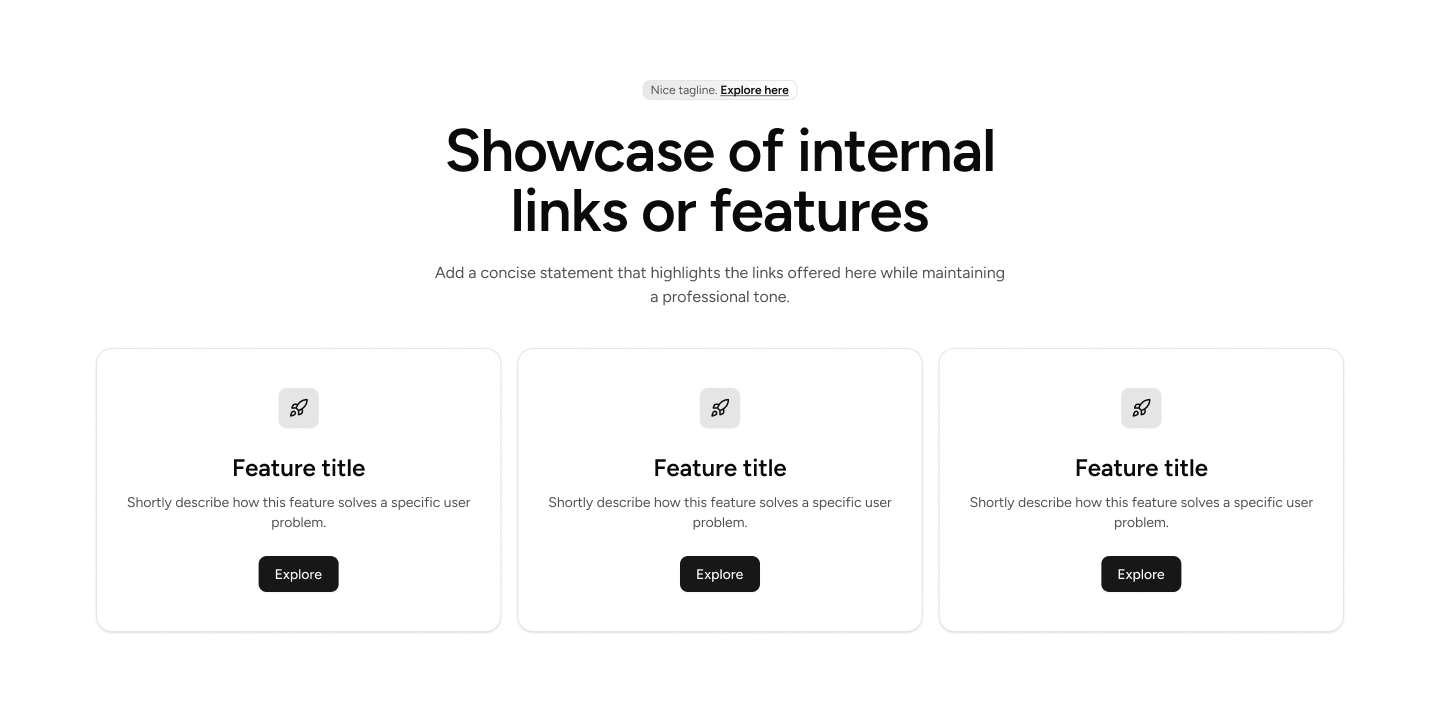 Nice tagline. Explore here
Showcase of internal
links or features
Add a concise statement that highlights the links offered here while maintaining
a professional tone.
Feature title
Shortly describe how this feature solves a specific user
problem.
Explore
Feature title
Shortly describe how this feature solves a specific user
problem.
Explore
Feature title
Shortly describe how this feature solves a specific user
problem.
Explore